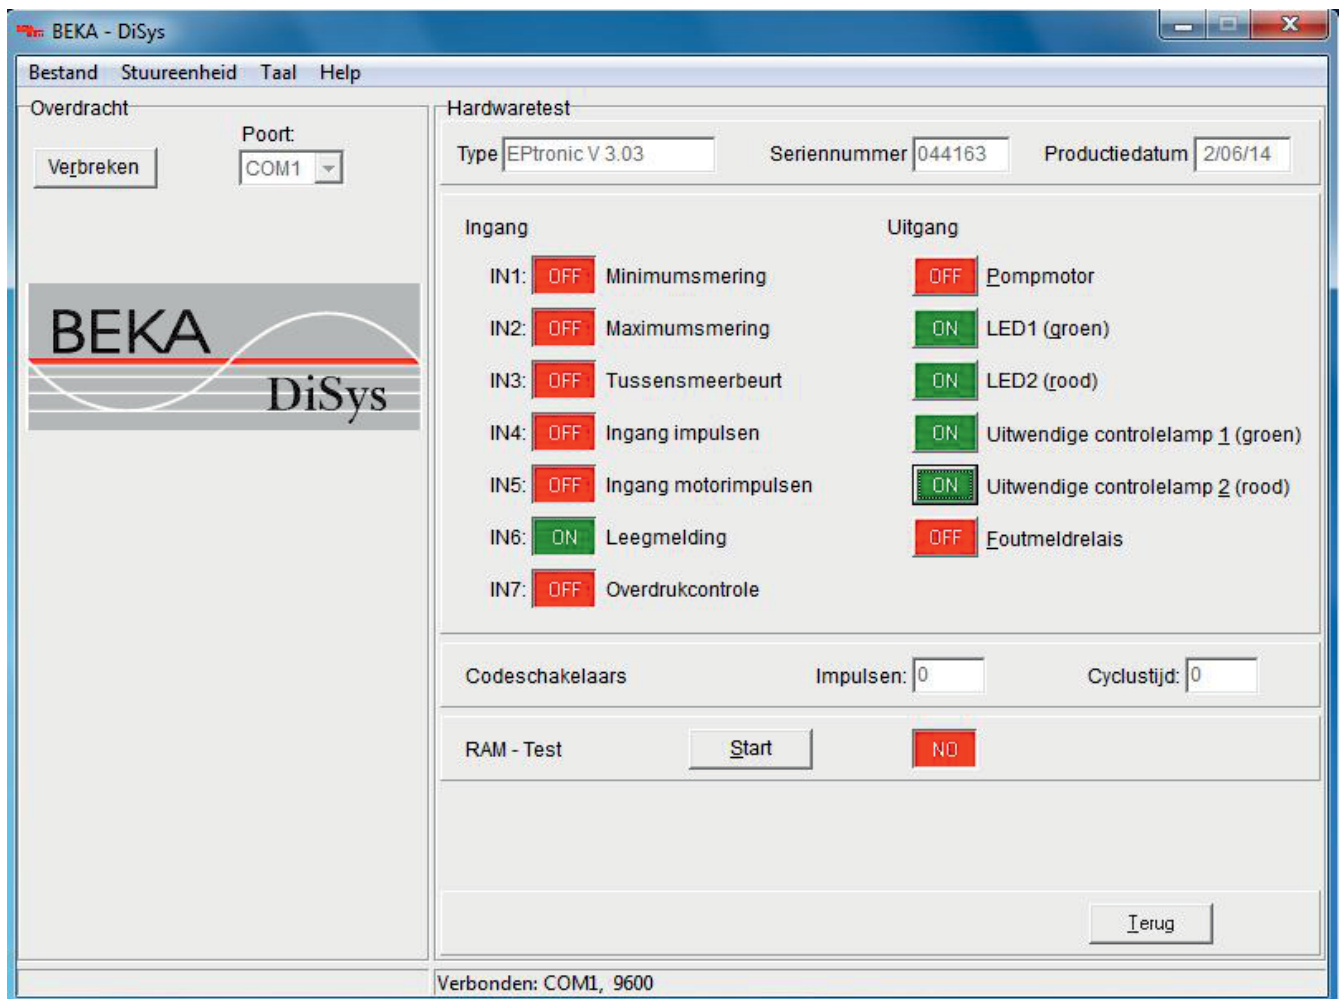 BEKA - DiSys
Bestand Stuureenheid Taal Help
Overdracht
Poort:
Verbreken COM1
BEKA
DiSys
Hardwaretest
Type EPtronic V 3.03 Seriennummer 044163 Productiedatum 2/06/14
Ingang Uitgang
IN1: OFF Minimumsmering OFF Pompmotor
IN2: OFF Maximumsmering ON LED1 (groen)
IN3: OFF Tussensmeerbeurt ON LED2 (rood)
IN4: OFF Ingang impulsen ON Uitwendige controlelamp 1 (groen)
IN5: OFF Ingang motorimpulsen ON Uitwendige controlelamp 2 (rood)
IN6: ON Leegmelding OFF Foutmeldrelais
IN7: OFF Overdrukcontrole
Codeschakelaars Impulsen: 0 Cyclustijd: 0
RAM - Test Start NO
Terug
Verbonden: COM1, 9600